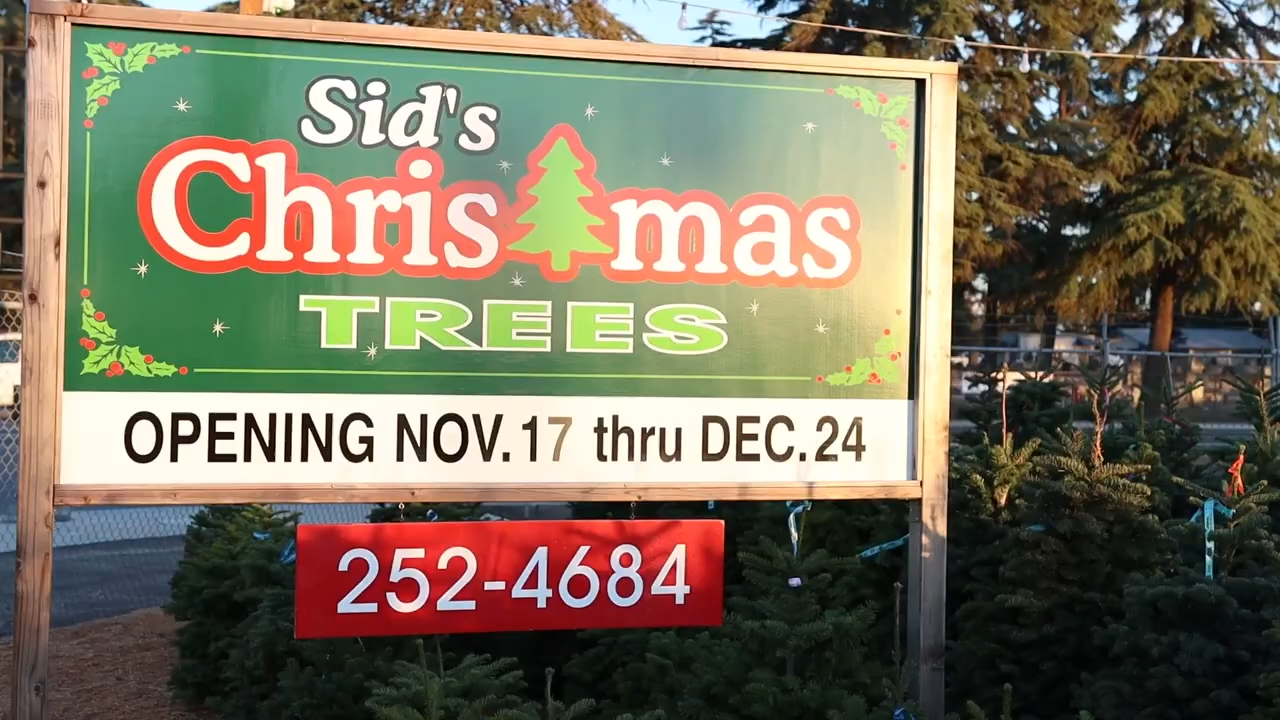 Sid's
Christmas
TREES
OPENING NOV.17 thru DEC.24
252-4684